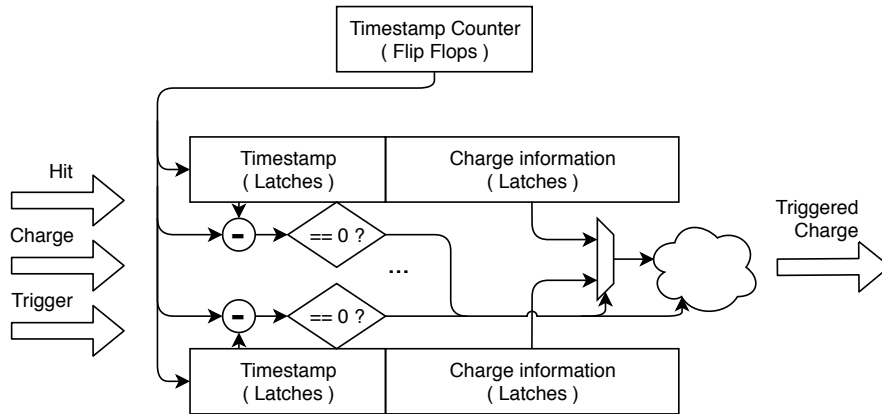 Timestamp Counter
( Flip Flops )
Timestamp
( Latches )
Charge information
( Latches )
Hit
Charge
Trigger
-
== 0 ?
...
-
== 0 ?
Triggered
Charge
Timestamp
( Latches )
Charge information
( Latches )